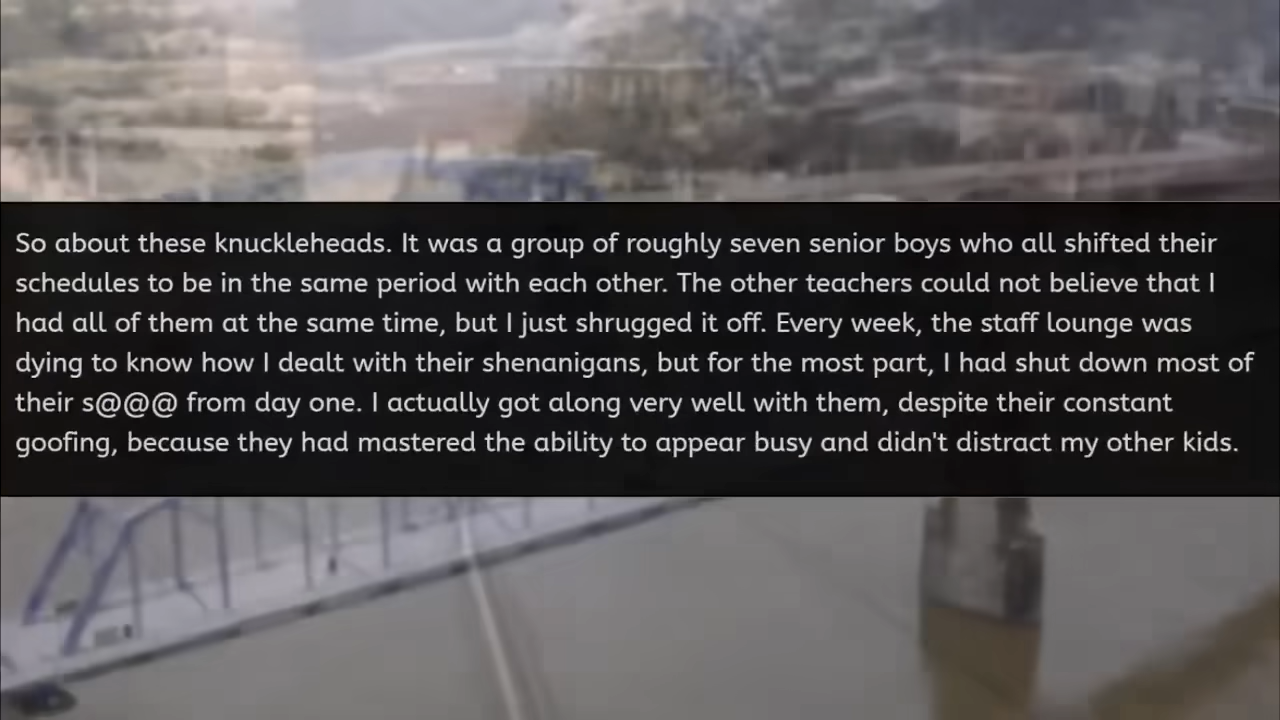 So about these knuckleheads. It was a group of roughly seven senior boys who all shifted their
schedules to be in the same period with each other. The other teachers could not believe that I
had all of them at the same time, but I just shrugged it off. Every week, the staff lounge was
dying to know how I dealt with their shenanigans, but for the most part, I had shut down most of
their s@@@ from day one. I actually got along very well with them, despite their constant
goofing, because they had mastered the ability to appear busy and didn't distract my other kids.